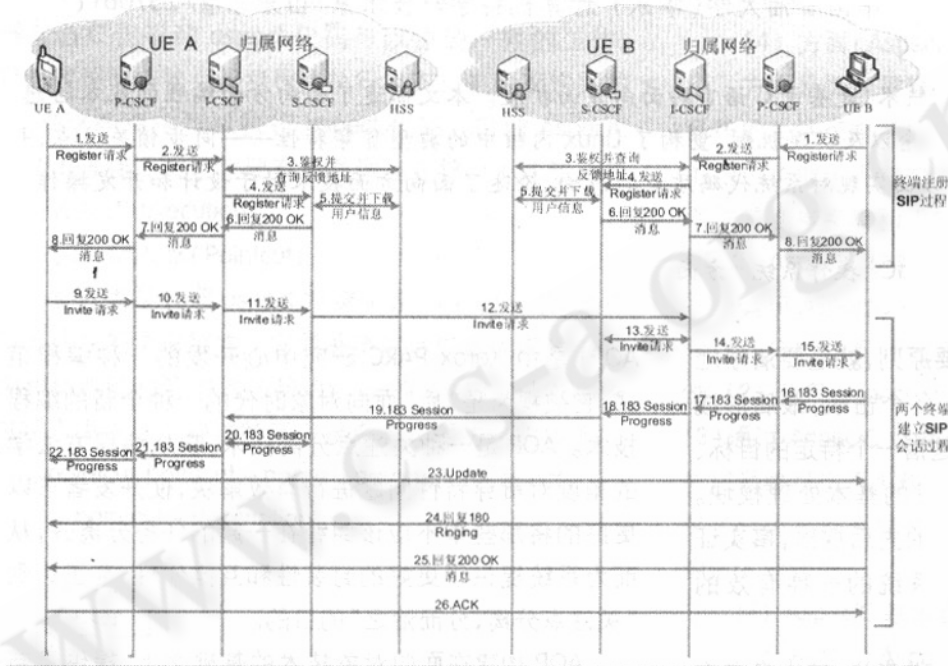 UE A 归属网络
UE B 归属网络
UE A
P-CSCF
I-CSCF
S-CSCF
HSS
HSS
S-CSCF
I-CSCF
P-CSCF
UE B
1.发送
Register请求
2.发送
Register请求
3.鉴权并
查询反馈地址
4.发送
Register请求
5.提交并下载
用户信息
6.回复200 OK
消息
7.回复200 OK
消息
8.回复200 OK
消息
1.发送
Register请求
2.发送
Register请求
3.鉴权并查询
反馈地址
4.发送
Register请求
5.提交并下载
用户信息
6.回复200 OK
消息
7.回复200 OK
消息
8.回复200 OK
消息
终端注册
SIP过程
9.发送
Invite请求
10.发送
Invite请求
11.发送
Invite请求
12.发送
Invite请求
13.发送
Invite请求
14.发送
Invite请求
15.发送
Invite请求
16.183 Session
Progress
17.183 Session
Progress
18.183 Session
Progress
19.183 Session
Progress
20.183 Session
Progress
21.183 Session
Progress
22.183 Session
Progress
23.Update
24.回复180
Ringing
25.回复200 OK
消息
26.ACK
两个终端
建立SIP
会话过程
www.c-s-a.org.cn